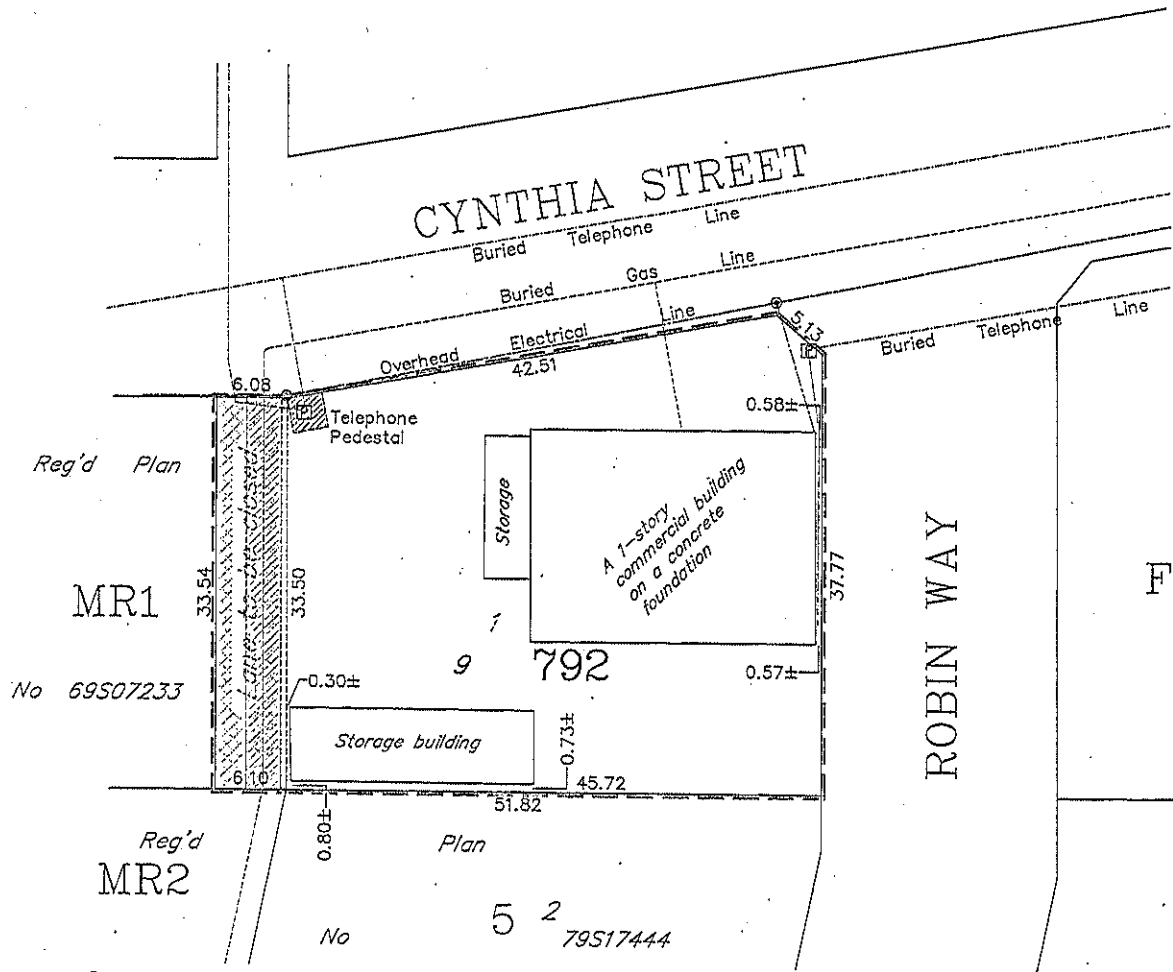 CYNTHIA STREET
Buried Telephone Line
Buried Gas Line
Overhead Electrical Line
42.51
5.13
Buried Telephone Line
6.08
P
Telephone
Pedestal
P
0.58±
Reg'd Plan
MR1
No 69S07233
33.54
33.50
Storage
A 1-story
commercial building
on a concrete
foundation
37.77
ROBIN WAY
F
1
9 792
0.57±
0.30±
Storage building
0.73±
6.10
45.72
51.82
0.80±
Reg'd Plan
MR2
No 5 2 79S17444